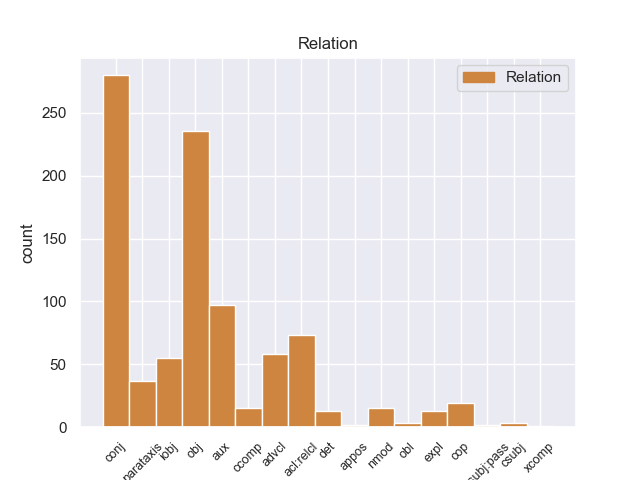 Relation
Relation
count
250
200
150
100
50
0
conj
parataxis
iobj
obj
aux
ccomp
advcl
acl:relcl
det
appos
nmod
obl
expl
cop
subj:pass
csubj
xcomp